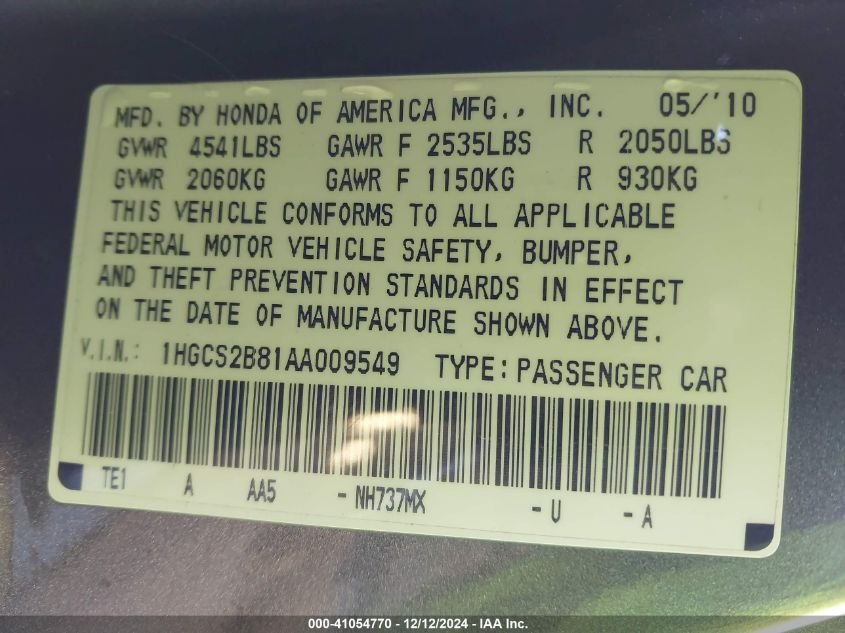 MFD. BY HONDA OF AMERICA MFG., INC. 05/'10
GVWR 4541LBS GAWR F 2535LBS R 2050LBS
GVWR 2060KG GAWR F 1150KG R 930KG
THIS VEHICLE CONFORMS TO ALL APPLICABLE
FEDERAL MOTOR VEHICLE SAFETY, BUMPER,
AND THEFT PREVENTION STANDARDS IN EFFECT
ON THE DATE OF MANUFACTURE SHOWN ABOVE.
V.I.N.: 1HGCS2B81AA009549 TYPE:PASSENGER CAR
TE1 A AA5 -NH737MX -U -A
000-41054770 - 12/12/2024 - IAA Inc.